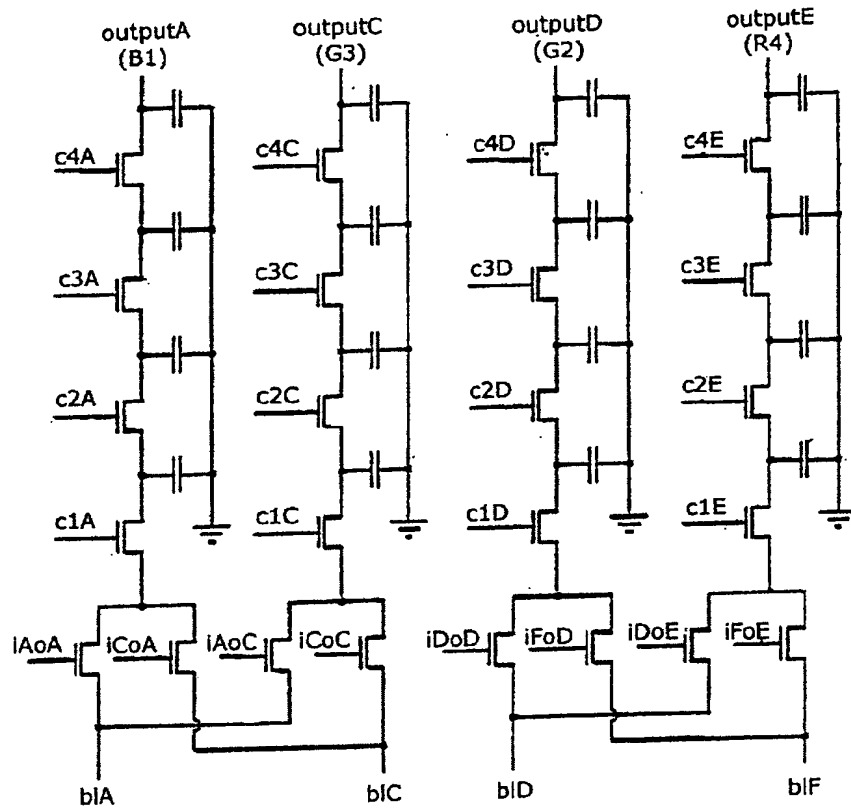 outputA outputC outputD outputE
(B1) (G3) (G2) (R4)
c4A c4C c4D c4E
c3A c3C c3D c3E
c2A c2C c2D c2E
c1A c1C c1D c1E
iAoA iCoA iAoC iCoC iDoD iFoD iDoE iFoE
blA blC blD blF